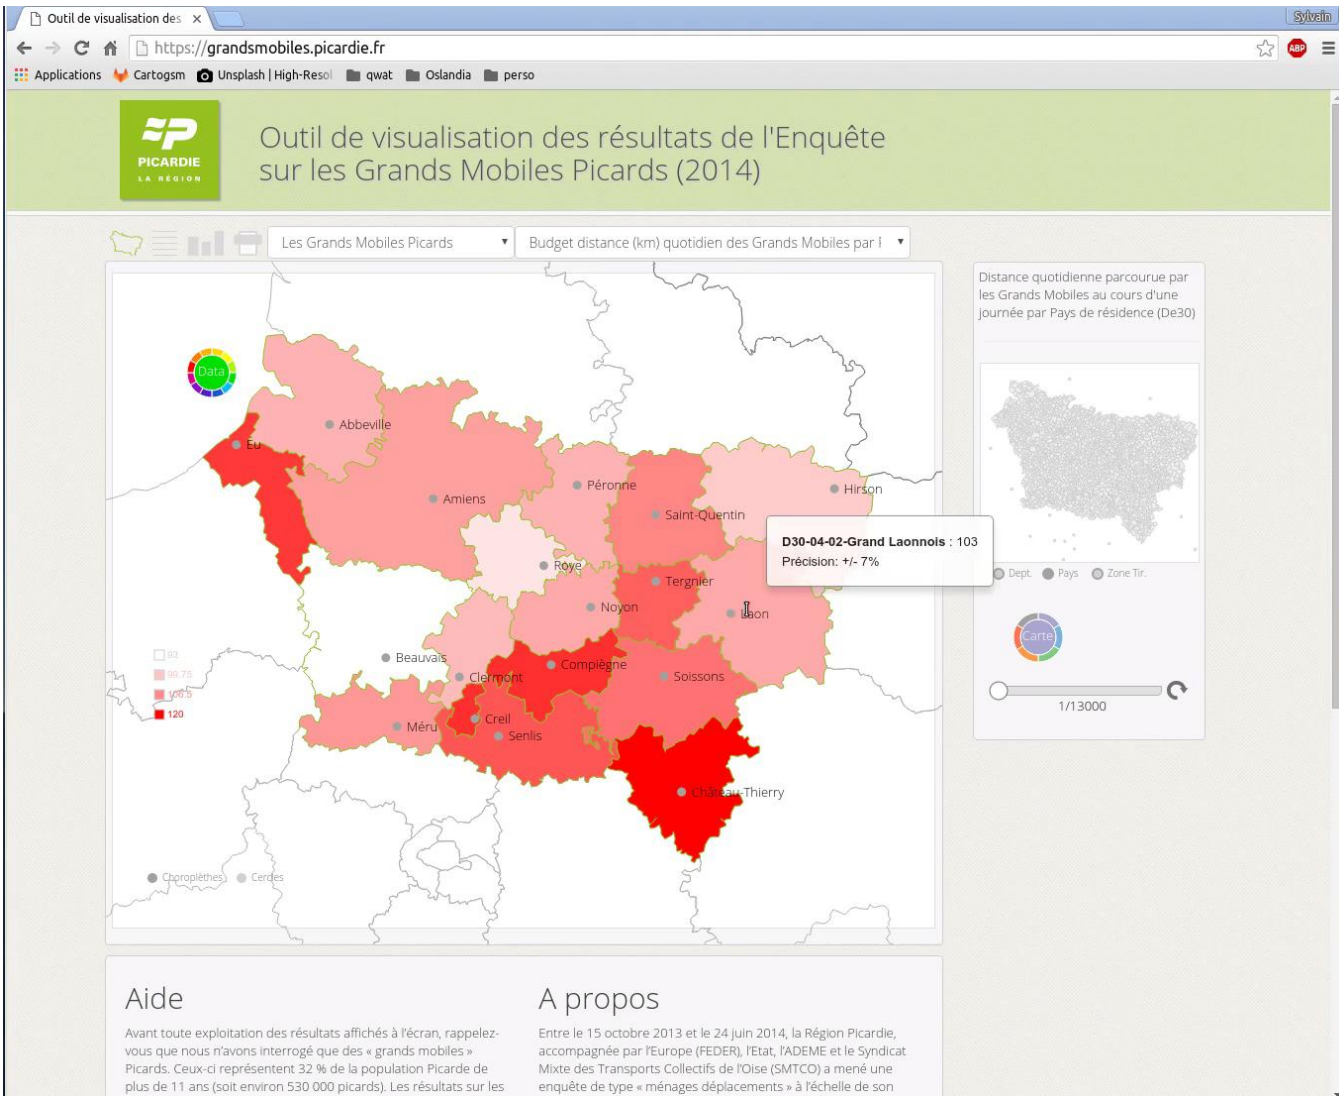 Outil de visualisation des
Sylvain
https://grandsmobiles.picardie.fr
ABP
Applications
Cartogsm
Unsplash | High-Resol
qwat
Oslandia
perso
PICARDIE
LA RÉGION
Outil de visualisation des résultats de l'Enquête
sur les Grands Mobiles Picards (2014)
Les Grands Mobiles Picards
Budget distance (km) quotidien des Grands Mobiles par
Distance quotidienne parcourue par
les Grands Mobiles au cours d'une
journée par Pays de résidence (De30)
Data
Abbeville
Eu
Amiens
Péronne
Hirson
Saint-Quentin
D30-04-02-Grand Laonnois : 103
Précision: +/- 7%
Roye
Tergnier
Dept.
Pays
Zone Tir.
Noyon
Laon
Carte
Beauvais
Compiègne
Clermont
Soissons
93
99.75
106.5
120
1/13000
Méru
Creil
Senlis
Château-Thierry
Choroplèthes
Cercles
Aide
A propos
Avant toute exploitation des résultats affichés à l'écran, rappelez-
vous que nous n'avons interrogé que des « grands mobiles »
Picards. Ceux-ci représentent 32 % de la population Picarde de
plus de 11 ans (soit environ 530 000 picards). Les résultats sur les
Entre le 15 octobre 2013 et le 24 juin 2014, la Région Picardie,
accompagnée par l'Europe (FEDER), l'Etat, l'ADEME et le Syndicat
Mixte des Transports Collectifs de l'Oise (SMTCO) a mené une
enquête de type « ménages déplacements » à l'échelle de son